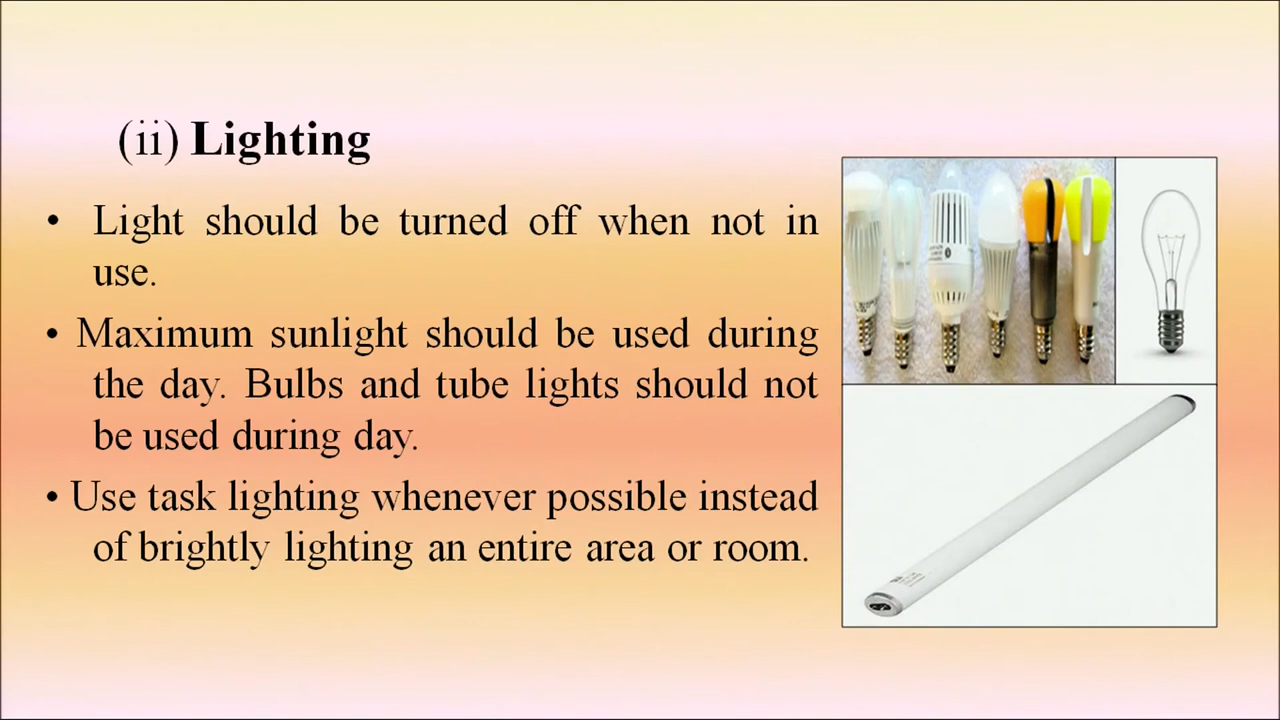 (ii) Lighting
• Light should be turned off when not in
use.
• Maximum sunlight should be used during
the day. Bulbs and tube lights should not
be used during day.
• Use task lighting whenever possible instead
of brightly lighting an entire area or room.